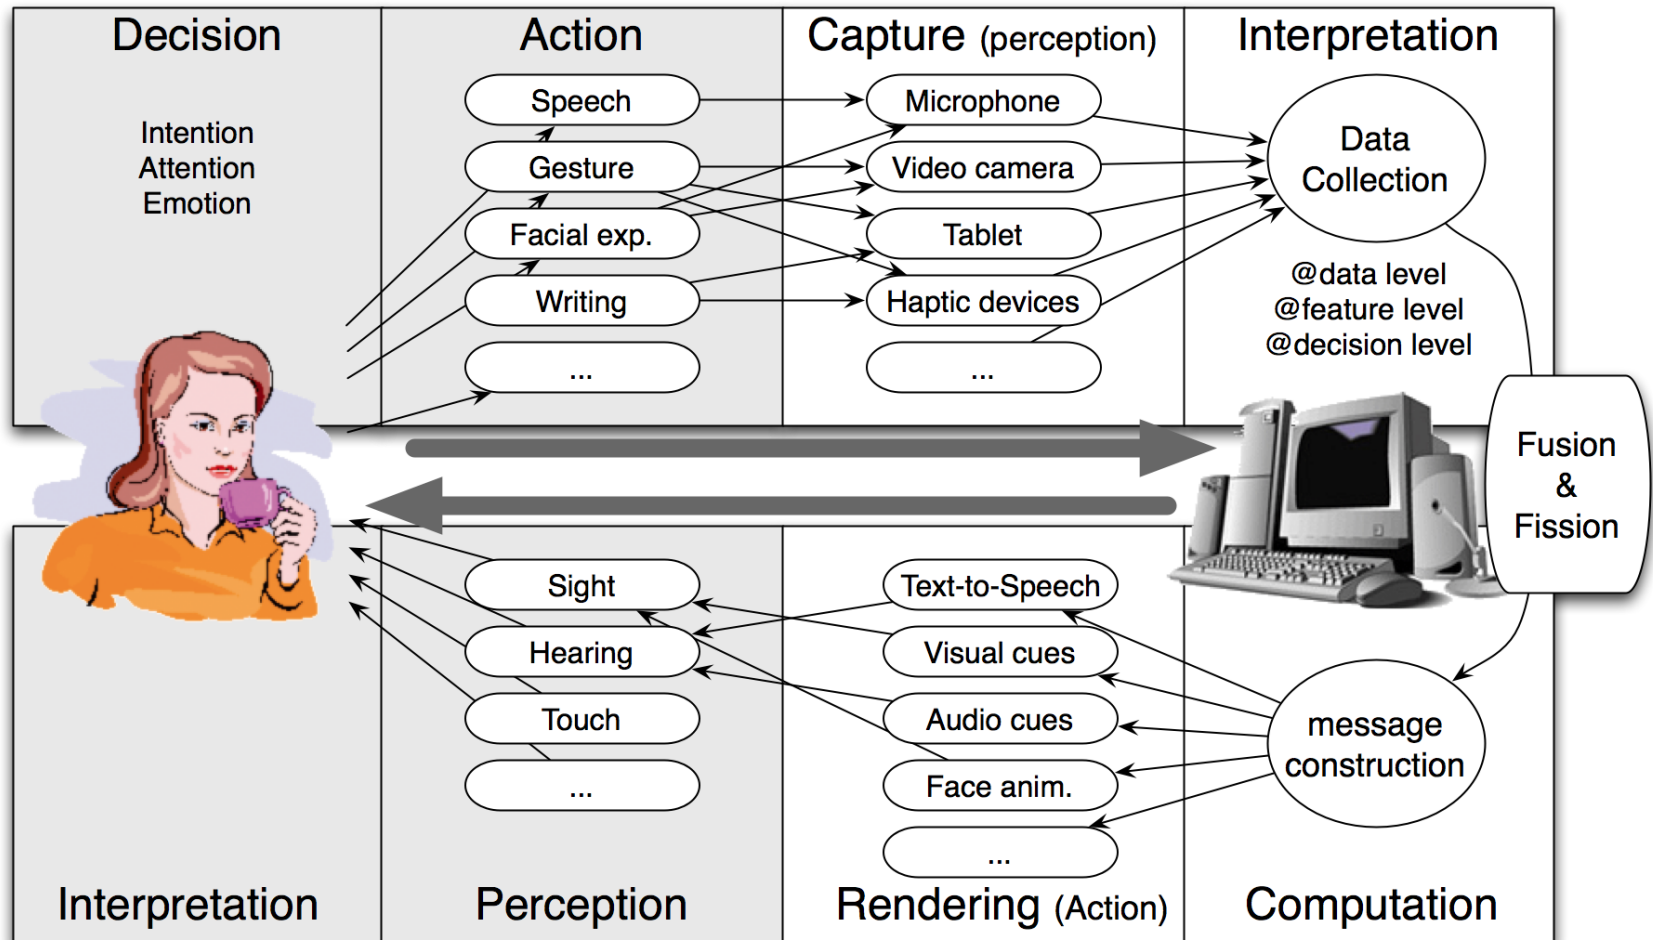 Decision
Action
Capture (perception)
Interpretation
Intention
Attention
Emotion
Speech
Gesture
Facial exp.
Writing
...
Microphone
Video camera
Tablet
Haptic devices
...
Data
Collection
@data level
@feature level
@decision level
Fusion
&
Fission
Sight
Hearing
Touch
...
Text-to-Speech
Visual cues
Audio cues
Face anim.
...
message
construction
Interpretation
Perception
Rendering (Action)
Computation